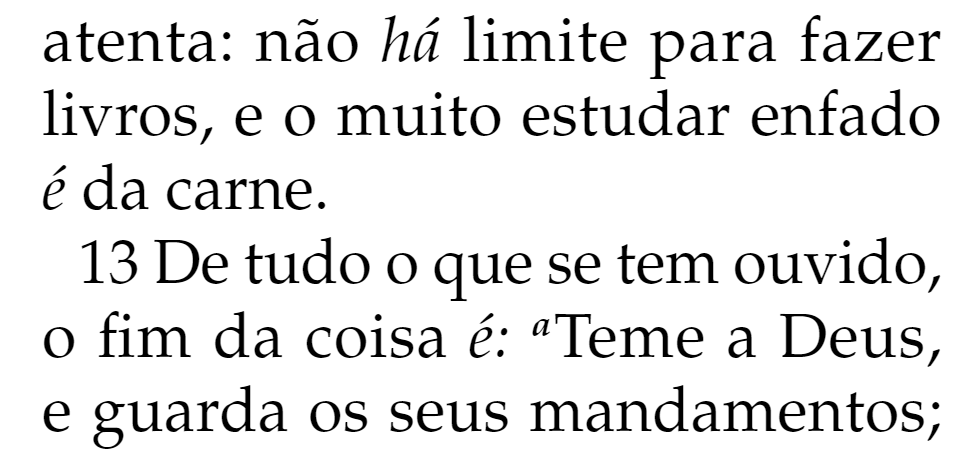 atenta: não há limite para fazer
livros, e o muito estudar enfado
é da carne.
13 De tudo o que se tem ouvido,
o fim da coisa é: ªTeme a Deus,
e guarda os seus mandamentos;